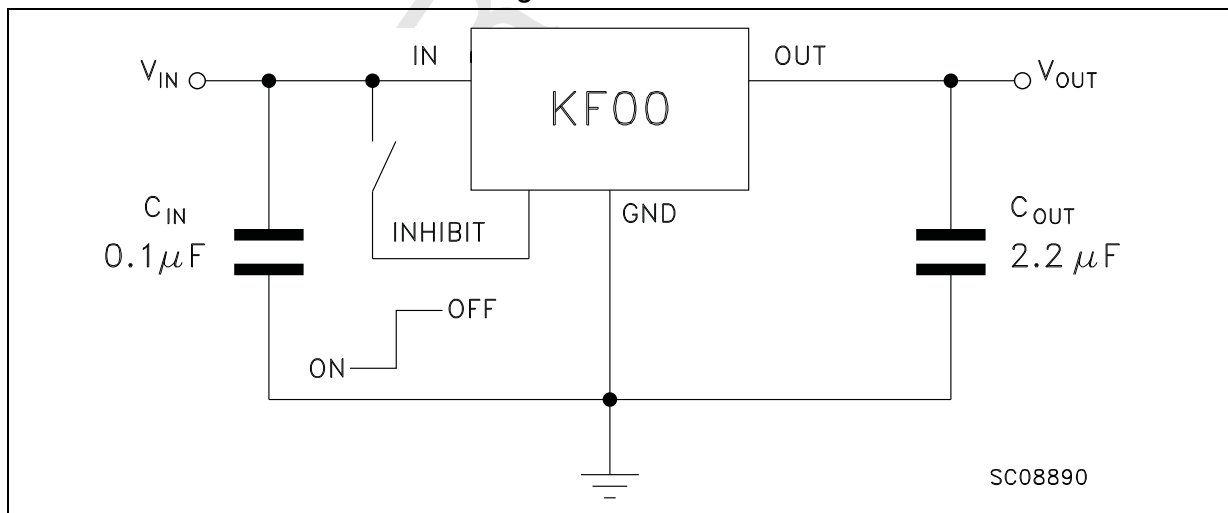 V_IN
IN
KF00
OUT
V_OUT
C_IN
0.1μF
INHIBIT
GND
C_OUT
2.2 μF
OFF
ON
SC08890